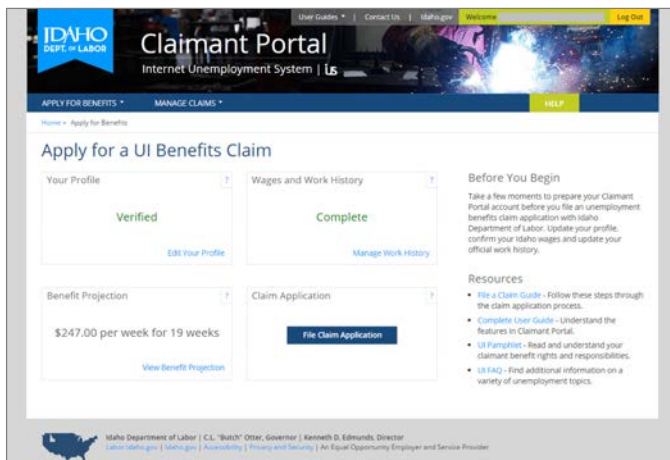 User Guides | Contact Us | Idaho.gov Welcome Log Out
IDAHO
DEPT. OF LABOR
Claimant Portal
Internet Unemployment System | ius
APPLY FOR BENEFITS MANAGE CLAIMS HELP
Home » Apply for Benefits
Apply for a UI Benefits Claim
Your Profile ?
Verified
Edit Your Profile
Wages and Work History ?
Complete
Manage Work History
Benefit Projection ?
$247.00 per week for 19 weeks
View Benefit Projection
Claim Application ?
File Claim Application
Before You Begin
Take a few moments to prepare your Claimant
Portal account before you file an unemployment
benefits claim application with Idaho
Department of Labor. Update your profile,
confirm your Idaho wages and update your
official work history.
Resources
• File a Claim Guide - Follow these steps through
the claim application process.
• Complete User Guide - Understand the
features in Claimant Portal.
• UI Pamphlet - Read and understand your
claimant benefit rights and responsibilities.
• UI FAQ - Find additional information on a
variety of unemployment topics.
Idaho Department of Labor | C.L. "Butch" Otter, Governor | Kenneth D. Edmunds, Director
Labor.Idaho.gov | Idaho.gov | Accessibility | Privacy and Security | An Equal Opportunity Employer and Service Provider